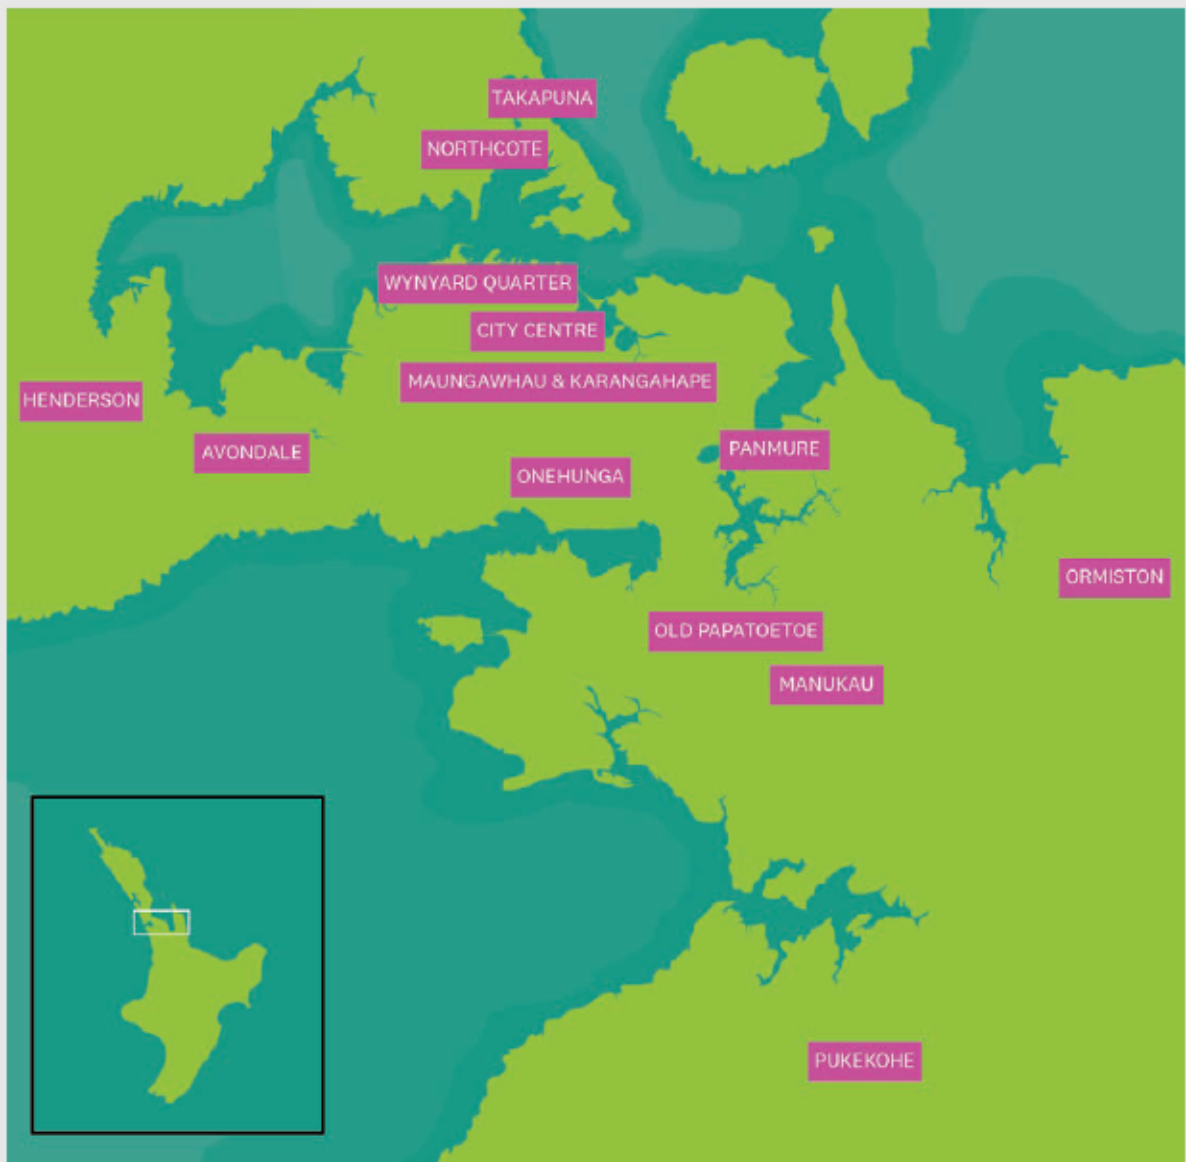 TAKAPUNA
NORTHCOTE
WYNYARD QUARTER
CITY CENTRE
MAUNGAWHAU & KARANGAHAPE
HENDERSON
AVONDALE
PANMURE
ONEHUNGA
ORMISTON
OLD PAPATOETOE
MANUKAU
PUKEKOHE